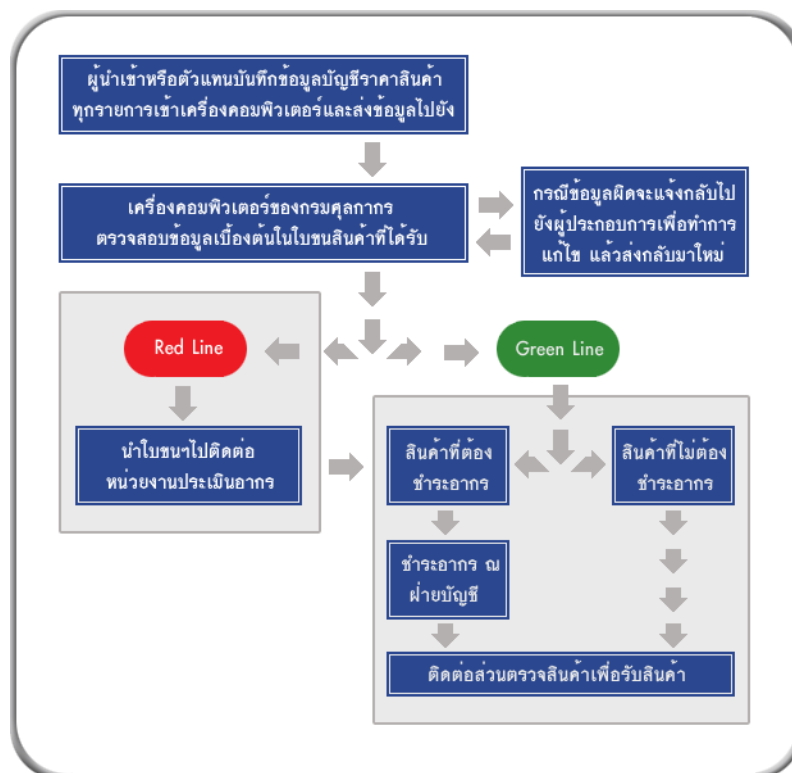 ผู้นำเข้าหรือตัวแทนบันทึกข้อมูลบัญชีราคาสินค้า
ทุกรายการเข้าเครื่องคอมพิวเตอร์และส่งข้อมูลไปยัง
เครื่องคอมพิวเตอร์ของกรมศุลกากร
ตรวจสอบข้อมูลเบื้องต้นในใบขนสินค้าที่ได้รับ
กรณีข้อมูลผิดจะแจ้งกลับไป
ยังผู้ประกอบการเพื่อทำการ
แก้ไข แล้วส่งกลับมาใหม่
Red Line
Green Line
นำใบขนฯไปติดต่อ
หน่วยงานประเมินอากร
สินค้าที่ต้อง
ชำระอากร
สินค้าที่ไม่ต้อง
ชำระอากร
ชำระอากร ณ
ฝ่ายบัญชี
ติดต่อส่วนตรวจสินค้าเพื่อรับสินค้า